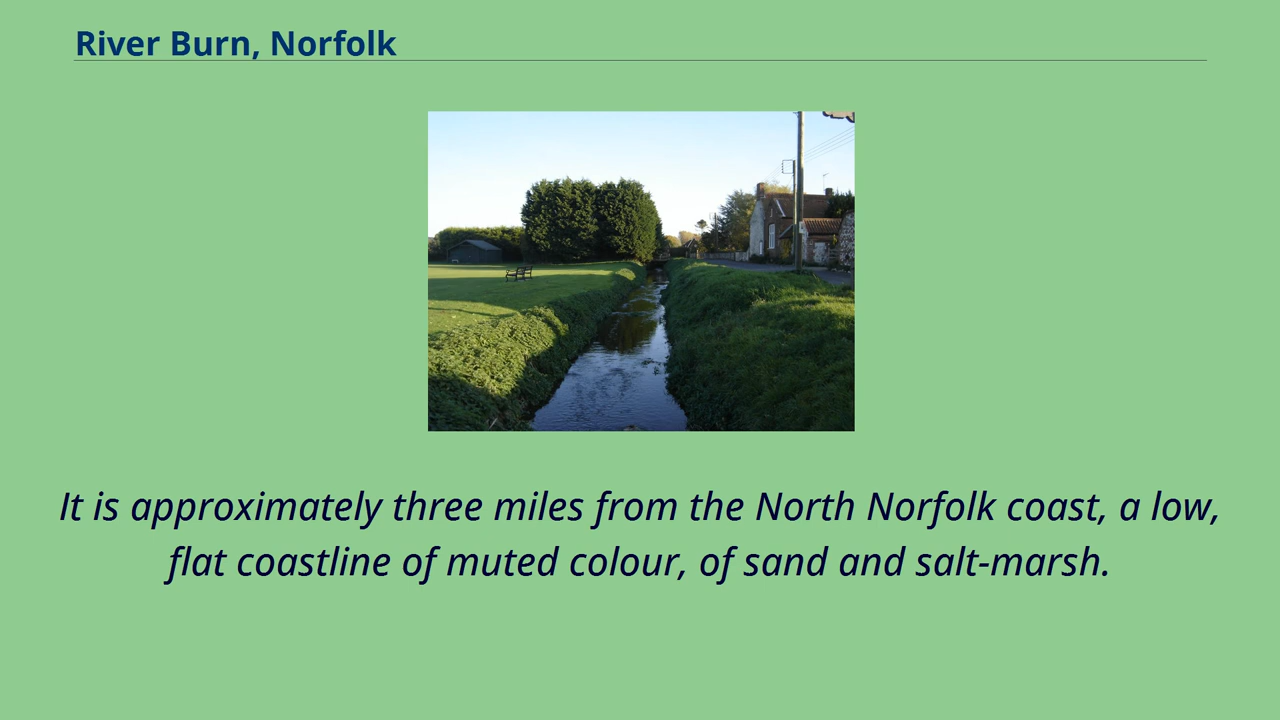 River Burn, Norfolk
It is approximately three miles from the North Norfolk coast, a low,
flat coastline of muted colour, of sand and salt-marsh.